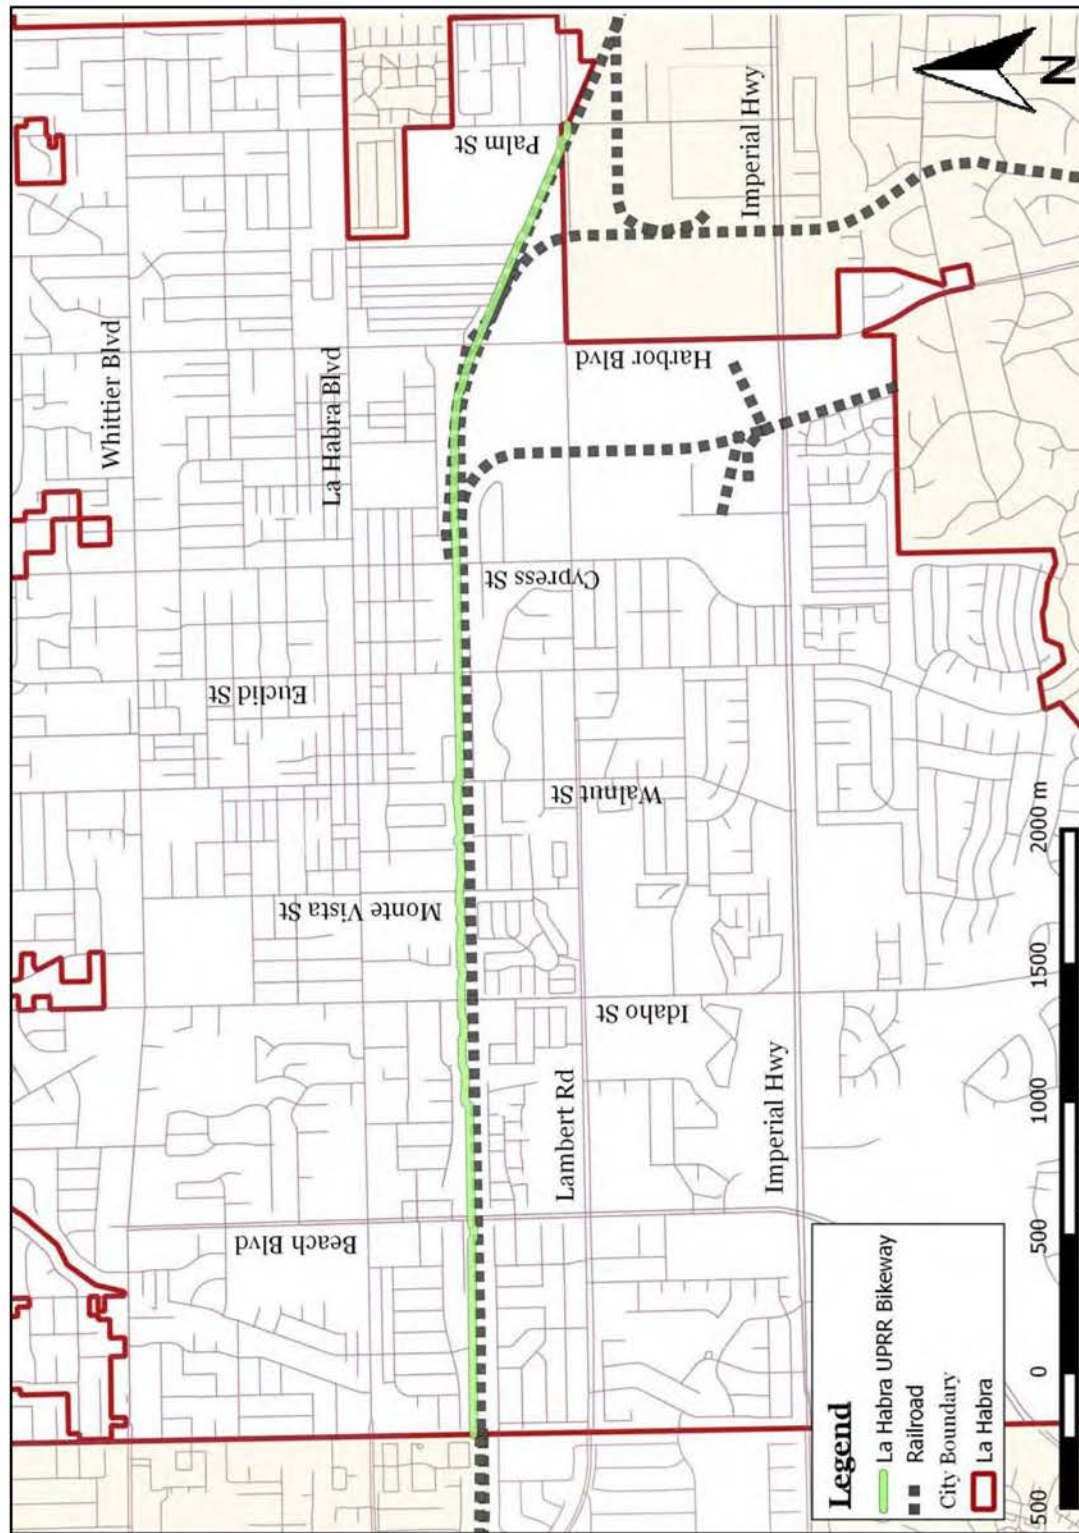 Whittier Blvd
La Habra Blvd
Palm St
Imperial Hwy
Harbor Blvd
Cypress St
Euclid St
Walnut St
Monte Vista St
Idaho St
Lambert Rd
Imperial Hwy
Beach Blvd
N
Legend
La Habra UPRR Bikeway
Railroad
City Boundary
La Habra
500 0 500 1000 1500 2000 m